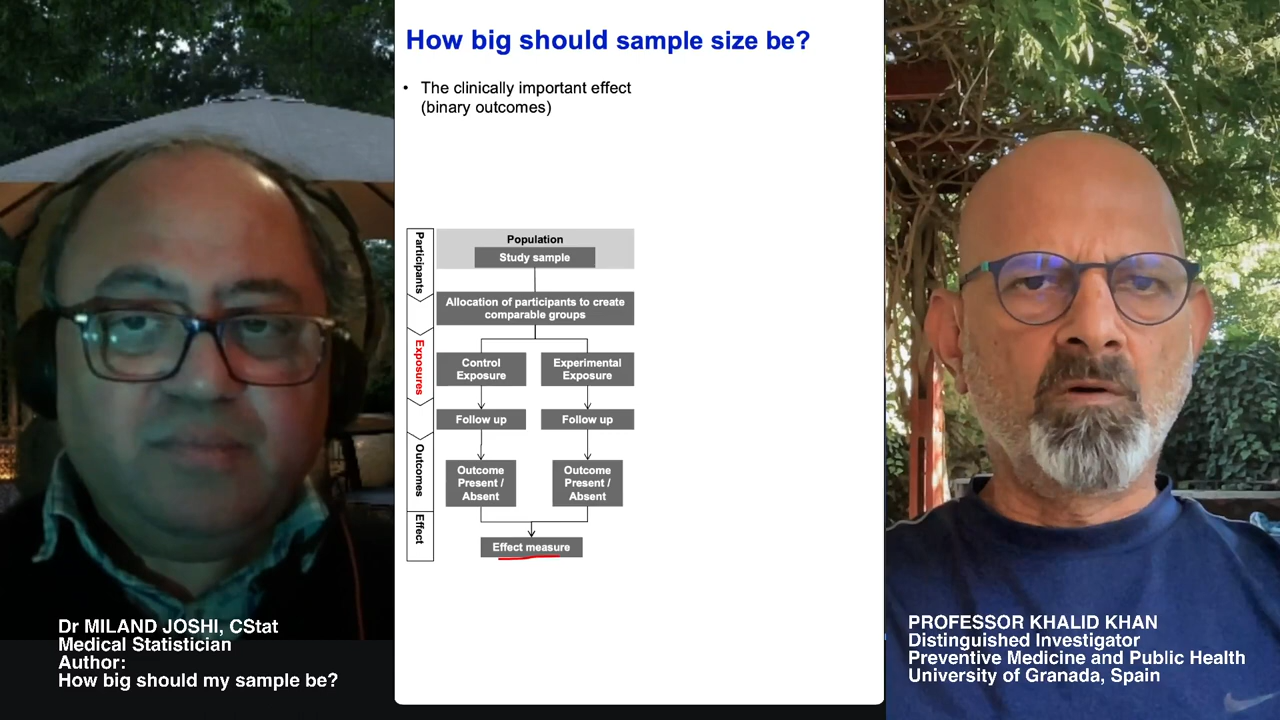 How big should sample size be?
• The clinically important effect
(binary outcomes)
Participants
Population
Study sample
Allocation of participants to create
comparable groups
Exposures
Control
Exposure
Experimental
Exposure
Follow up
Follow up
Outcomes
Outcome
Present /
Absent
Outcome
Present /
Absent
Effect
Effect measure
Dr MILAND JOSHI, CStat
Medical Statistician
Author:
How big should my sample be?
PROFESSOR KHALID KHAN
Distinguished Investigator
Preventive Medicine and Public Health
University of Granada, Spain